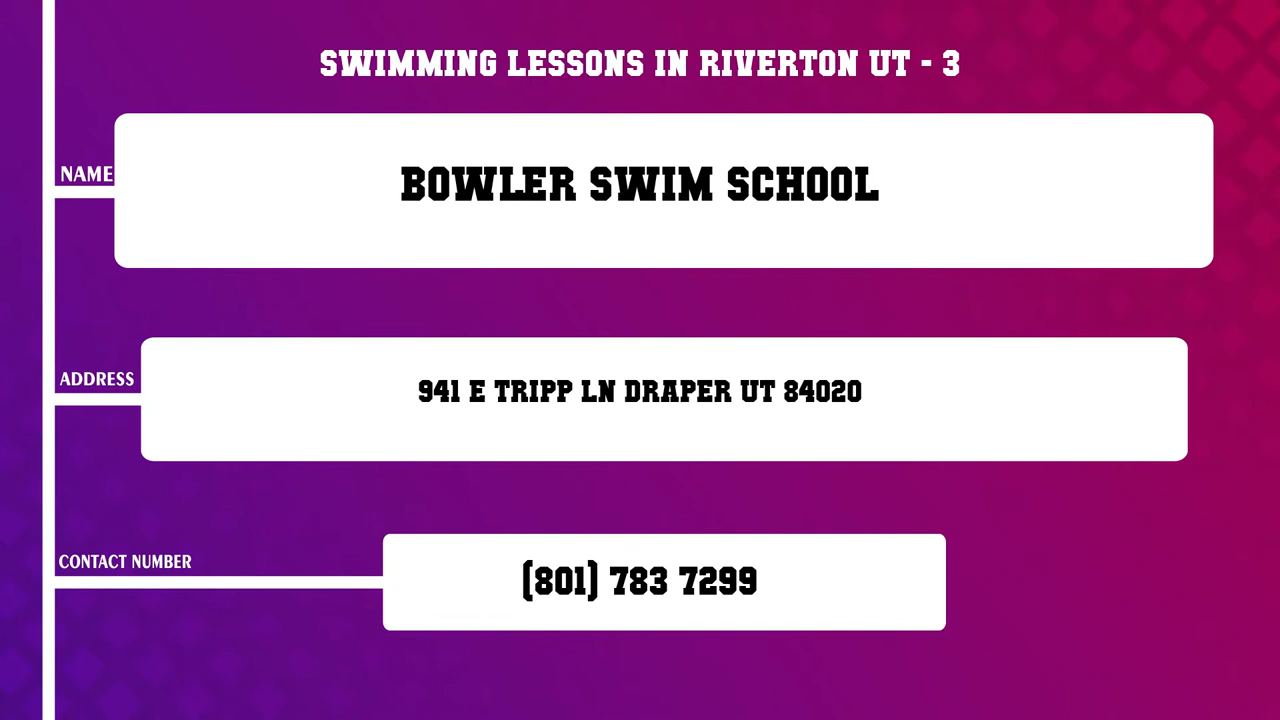 SWIMMING LESSONS IN RIVERTON UT - 3
NAME
BOWLER SWIM SCHOOL
ADDRESS
941 E TRIPP LN DRAPER UT 84020
CONTACT NUMBER
(801) 783 7299